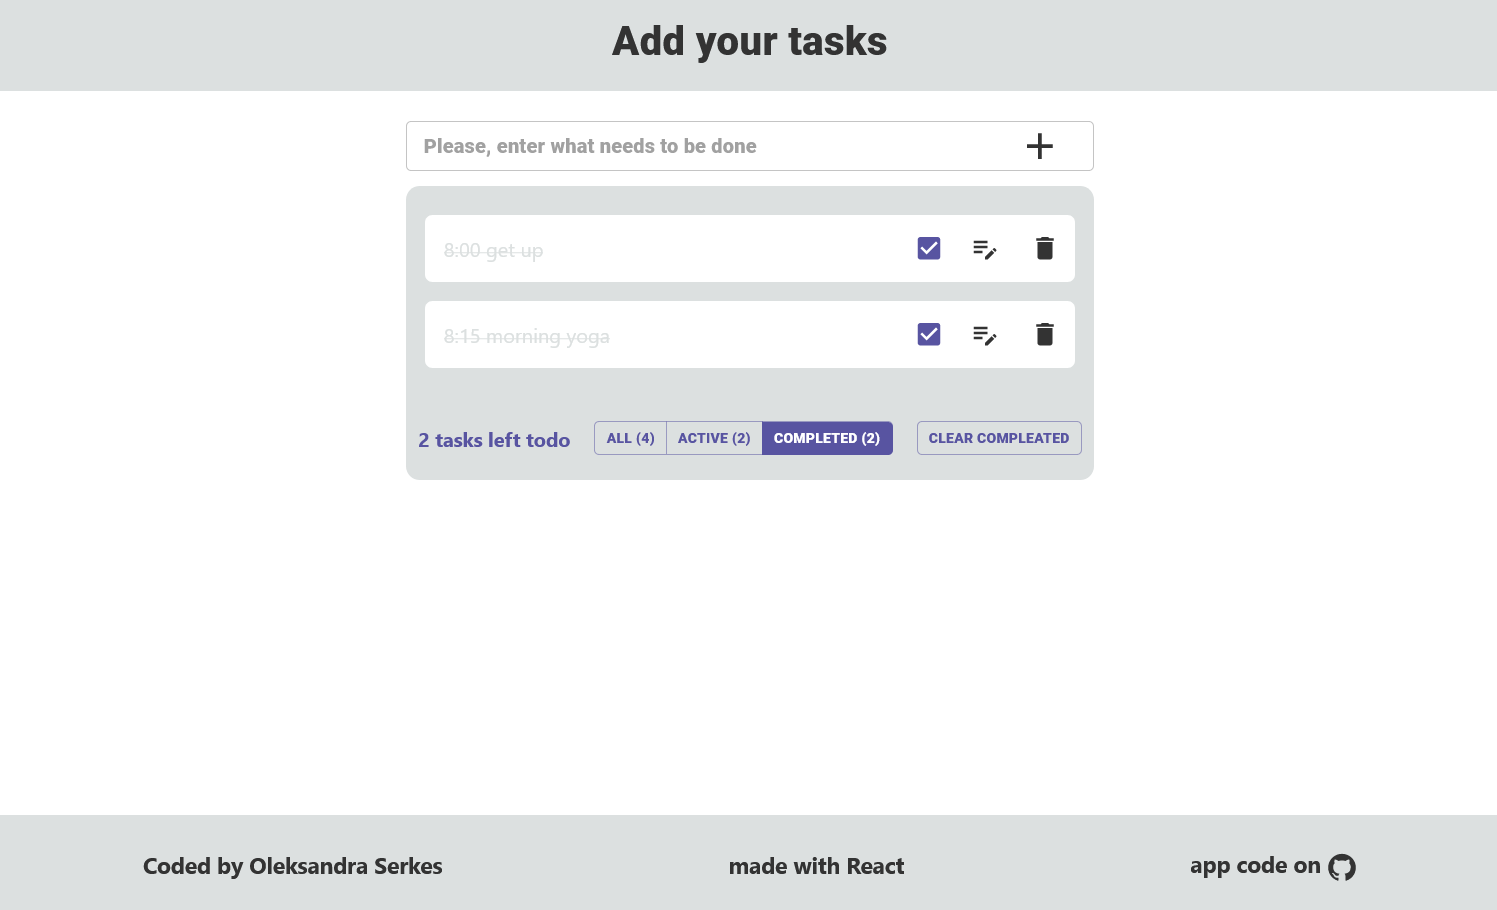 Add your tasks
Please, enter what needs to be done
8:00 get up
8:15 morning yoga
2 tasks left todo ALL (4) ACTIVE (2) COMPLETED (2) CLEAR COMPLEATED
Coded by Oleksandra Serkes made with React app code on